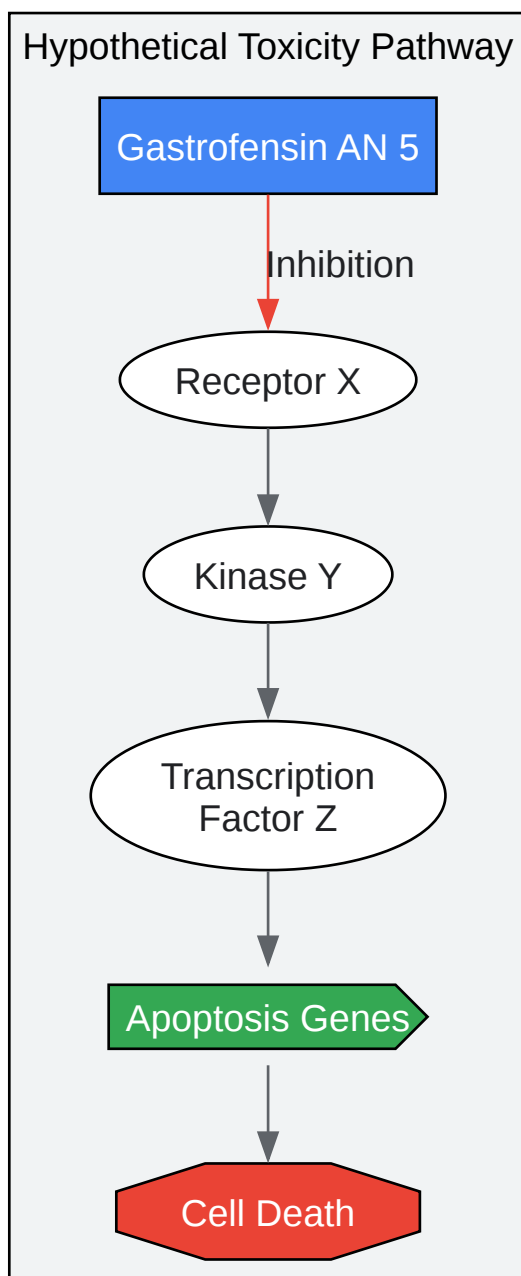 Hypothetical Toxicity Pathway
Gastrofensin AN 5
Inhibition
Receptor X
Kinase Y
Transcription
Factor Z
Apoptosis Genes
Cell Death